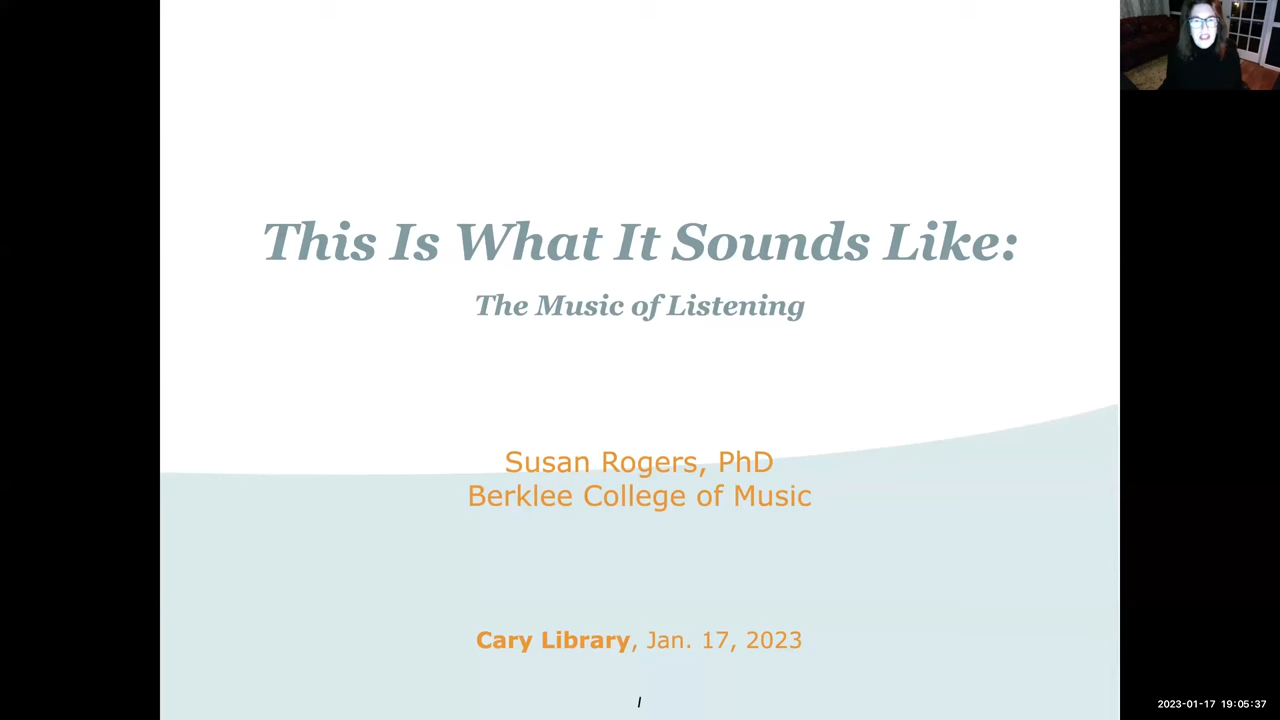 This Is What It Sounds Like:
The Music of Listening
Susan Rogers, PhD
Berklee College of Music
Cary Library, Jan. 17, 2023
1
2023-01-17 19:05:37